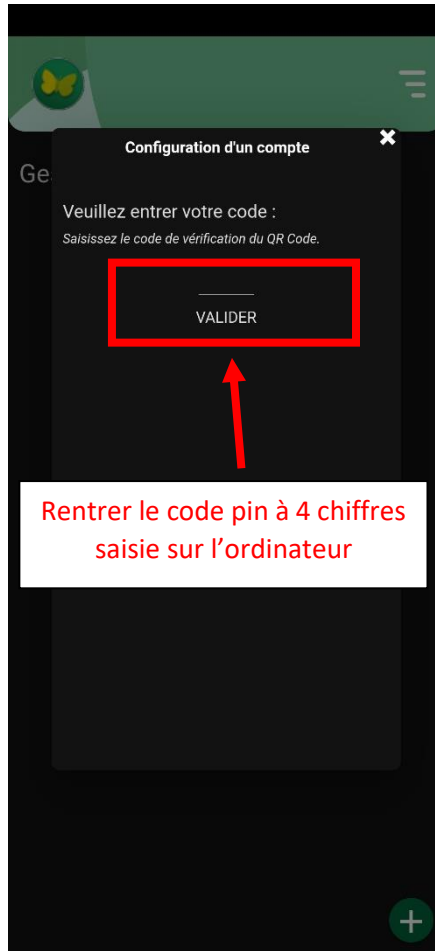 Configuration d'un compte
Ge
Veuillez entrer votre code :
Saisissez le code de vérification du QR Code.
VALIDER
Rentrer le code pin à 4 chiffres
saisie sur l'ordinateur